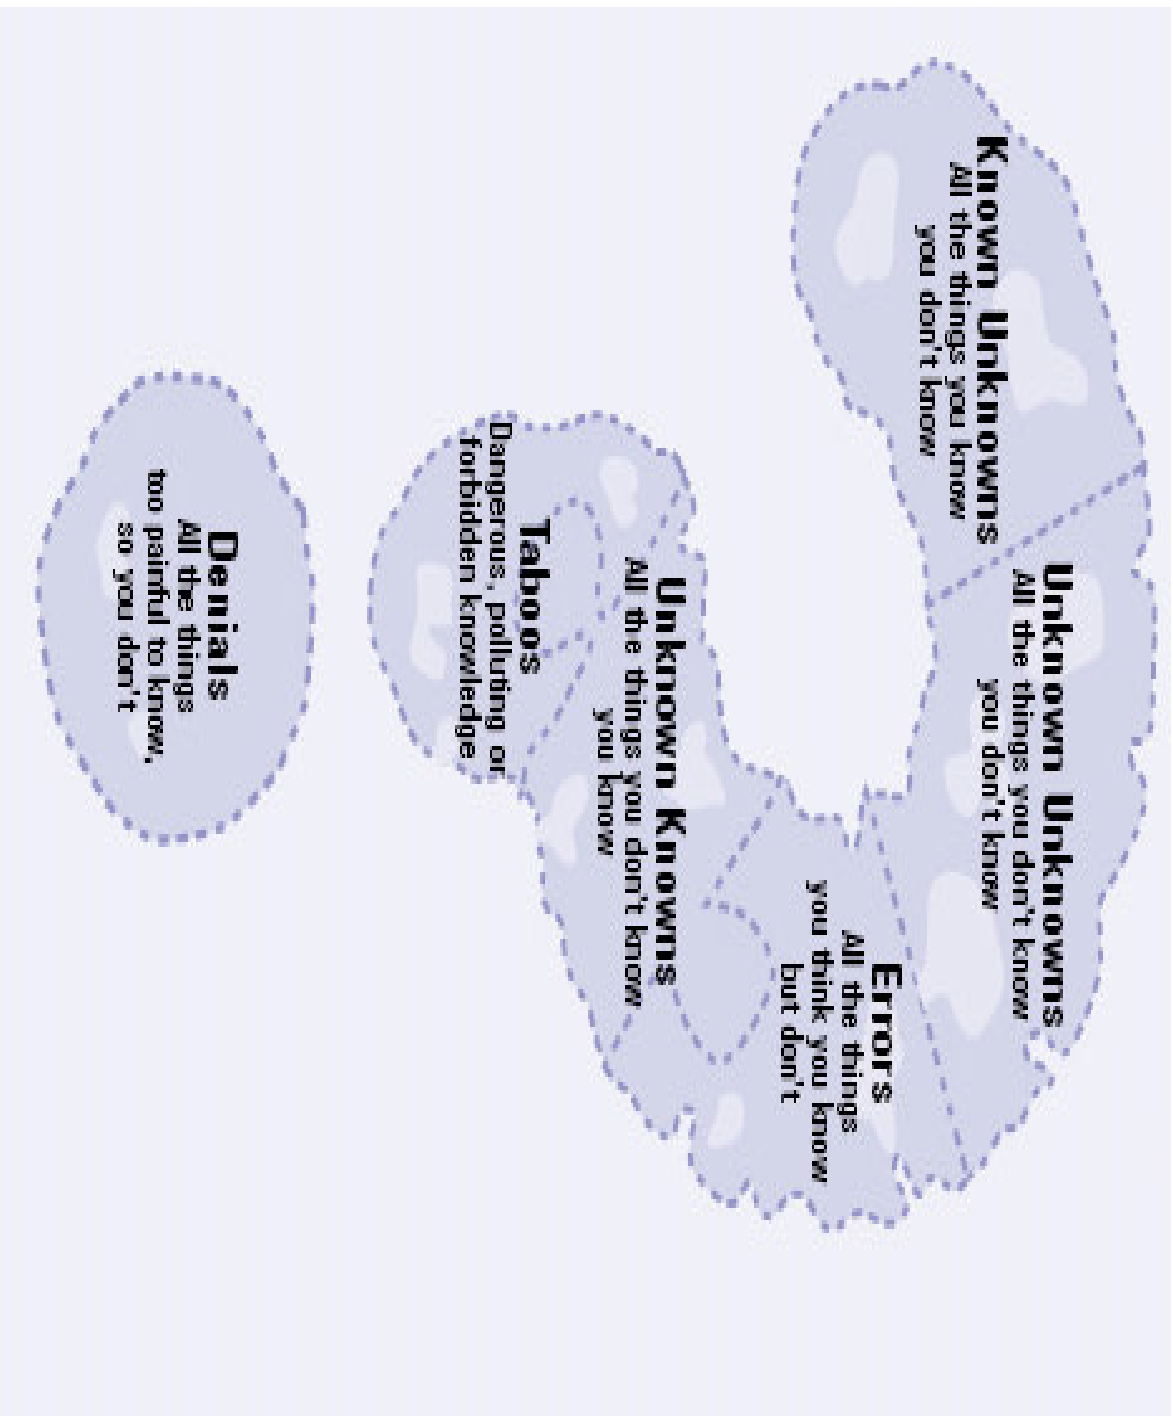 Known Unknowns
All the things you know
you don't know
Unknown Unknowns
All the things you don't know
you don't know
Errors
All the things
you think you know
but don't
Unknown Knowns
All the things you don't know
you know
Taboos
Dangerous, polluting or
forbidden knowledge
Denials
All the things
too painful to know,
so you don't